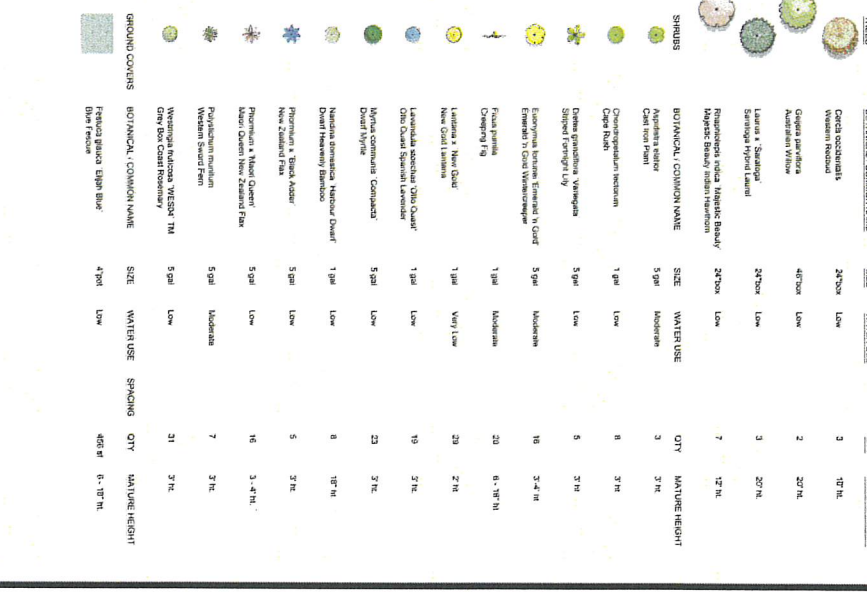 Cercis occidentalis 24"box Low 3 10' ht.
Western Redbud
Geijera parviflora 48"box Low 2 20' ht.
Australian Willow
Laurus x `Saratoga` 24"box Low 3 20' ht.
Saratoga Hybrid Laurel
Rhaphiolepis indica `Majestic Beauty` 24"box Low 7 12' ht.
Majestic Beauty Indian Hawthorn
SHRUBS BOTANICAL / COMMON NAME SIZE WATER USE QTY MATURE HEIGHT
Aspidistra elatior 5 gal Moderate 3 3' ht.
Cast Iron Plant
Chondropetalum tectorum 1 gal Low 8 3' ht.
Cape Rush
Dietes grandiflora `Variegata` 5 gal Low 5 3' ht
Striped Fortnight Lily
Euonymus fortunei `Emerald 'n Gold` 5 gal Moderate 16 3'-4' ht
Emerald 'n Gold Wintercreeper
Ficus pumila 1 gal Moderate 20 6 - 18" ht
Creeping Fig
Lantana x `New Gold` 1 gal Very Low 29 2' ht
New Gold Lantana
Lavandula stoechas `Otto Quast` 1 gal Low 19 3' ht.
Otto Quast Spanish Lavender
Myrtus communis `Compacta` 5 gal Low 23 3' ht.
Dwarf Myrtle
Nandina domestica `Harbour Dwarf` 1 gal Low 8 18" ht
Dwarf Heavenly Bamboo
Phormium x `Black Adder` 5 gal Low 5 3' ht.
New Zealand Flax
Phormium x `Maori Queen` 5 gal Low 16 3 - 4' ht.
Maori Queen New Zealand Flax
Polystichum munitum 5 gal Moderate 7 3' ht.
Western Sword Fern
Westringia fruticosa `WES04` TM 5 gal Low 31 3' ht.
Grey Box Coast Rosemary
GROUND COVERS BOTANICAL / COMMON NAME SIZE WATER USE SPACING QTY MATURE HEIGHT
Festuca glauca `Elijah Blue` 4"pot Low sf 6 - 18" ht.
Blue Fescue